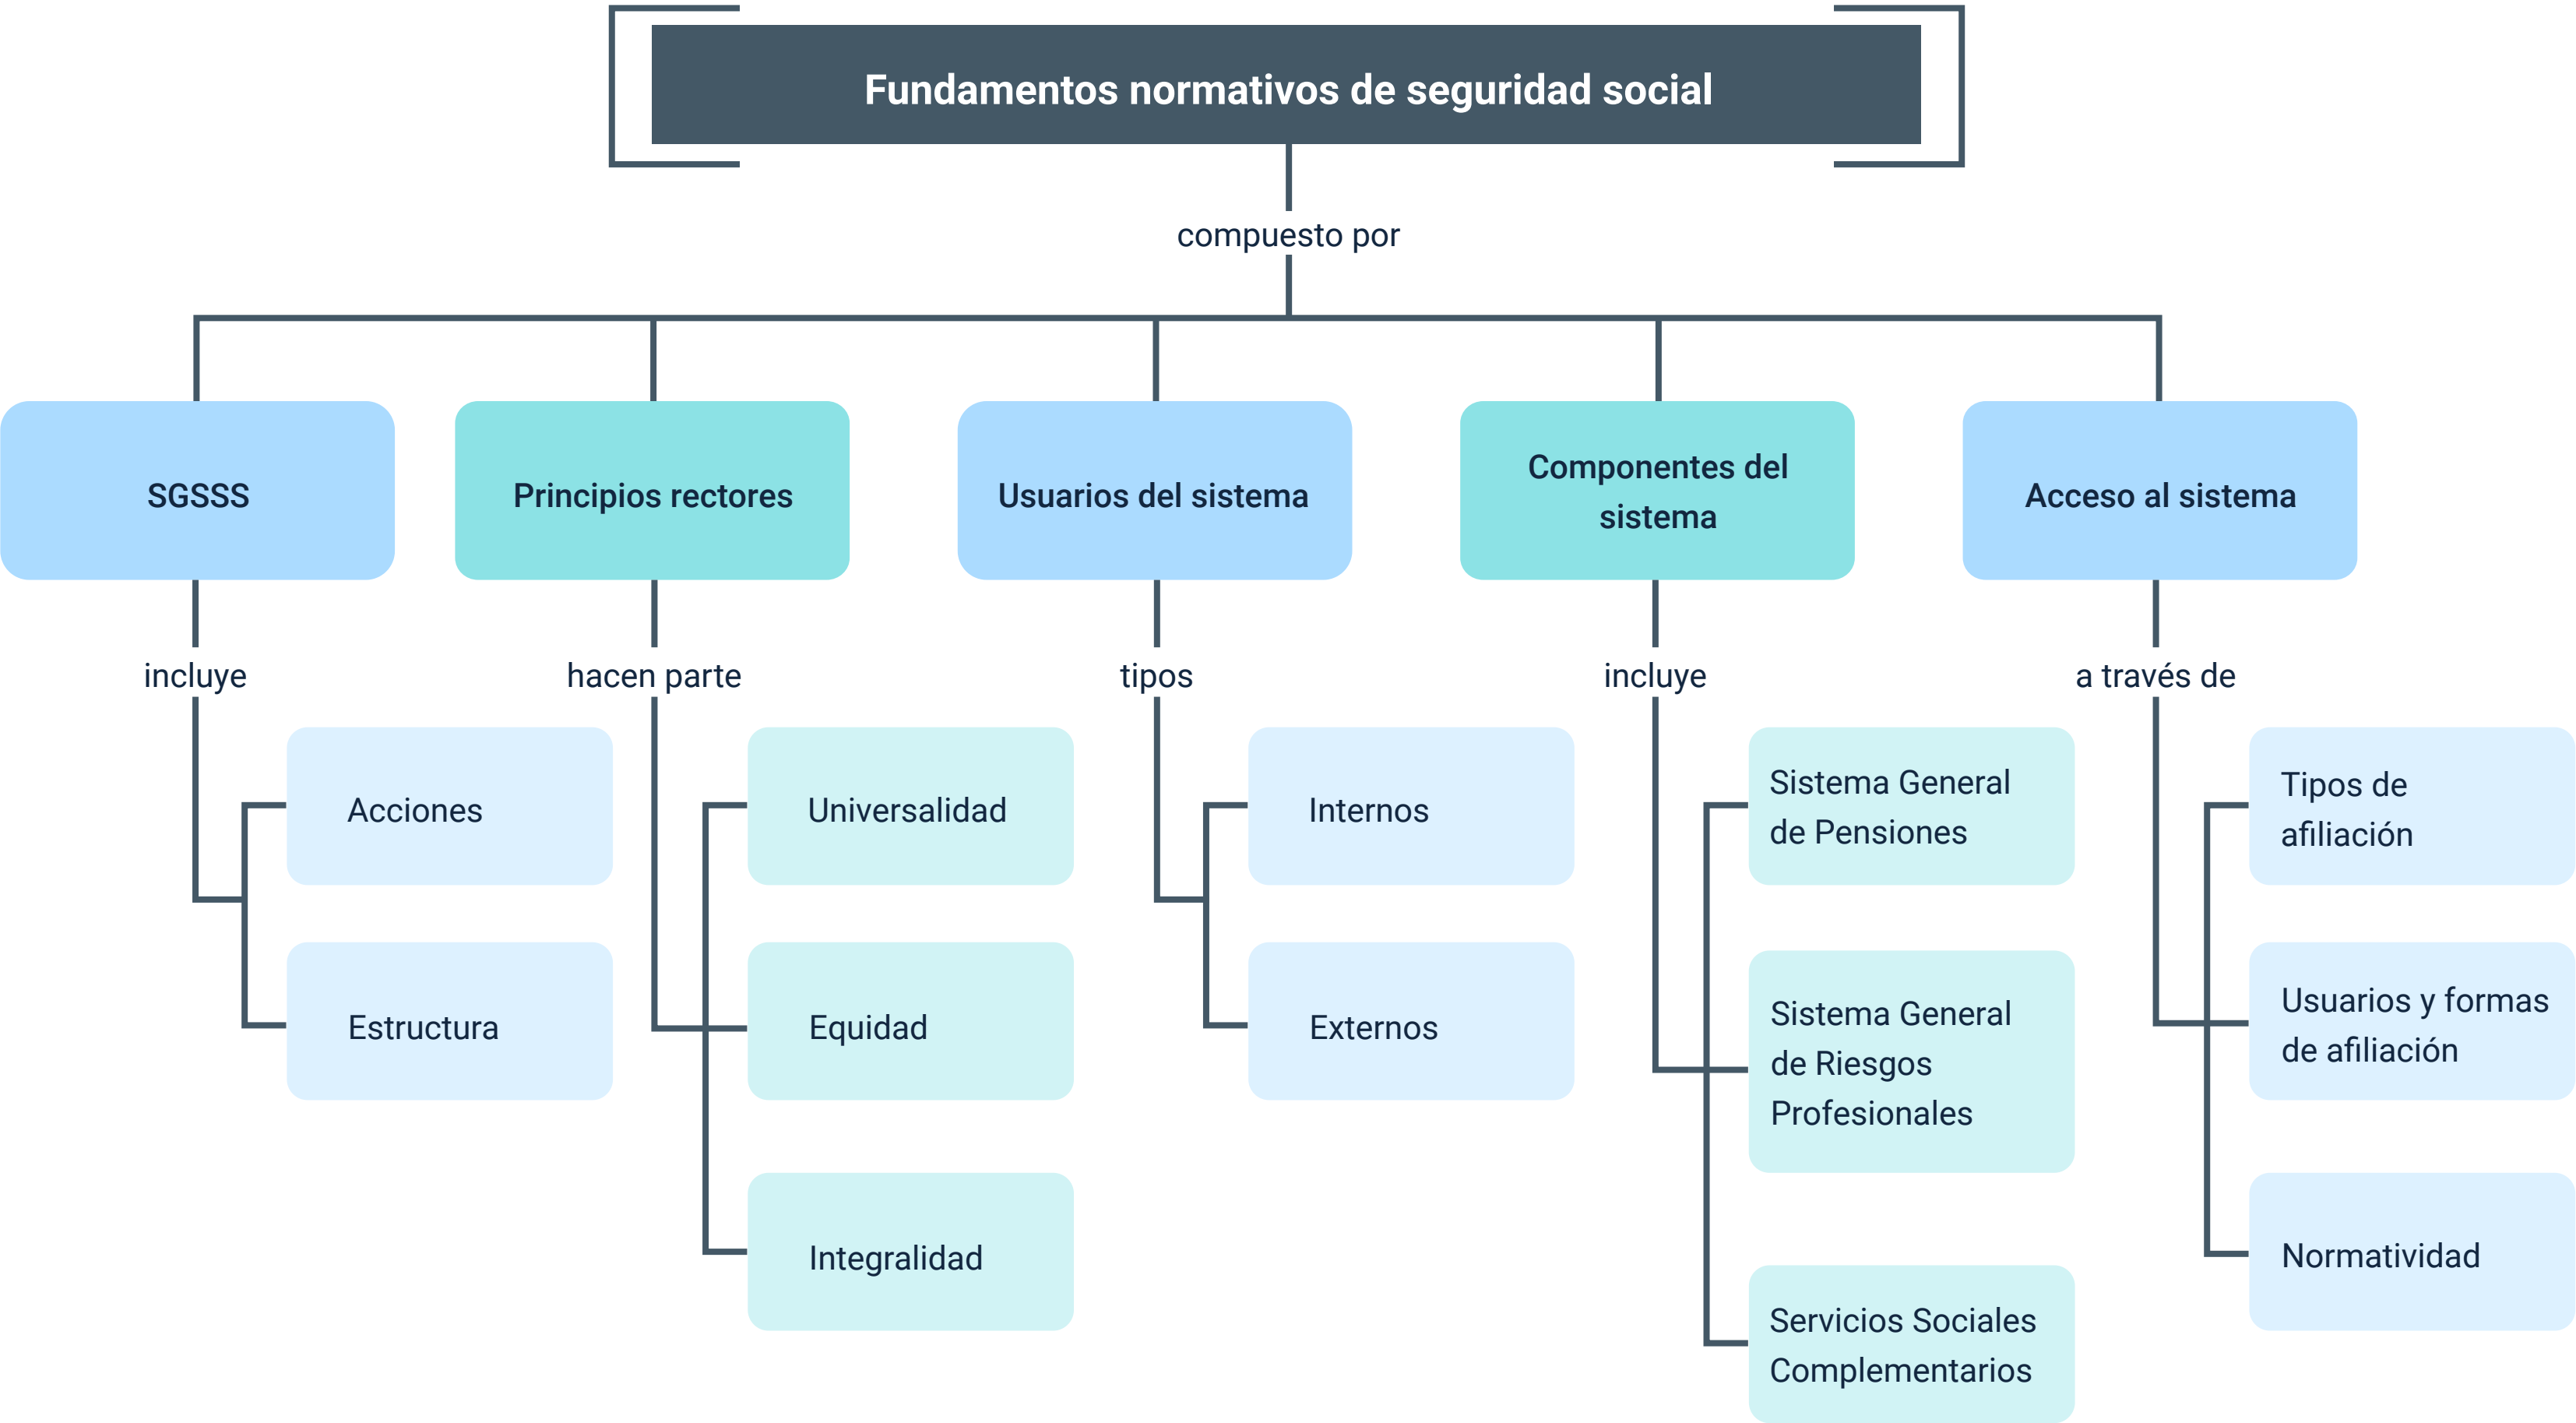 Fundamentos normativos de seguridad social
compuesto por
SGSSS
Principios rectores
Usuarios del sistema
Componentes del
sistema
Acceso al sistema
incluye
hacen parte
tipos
incluye
a través de
Acciones
Estructura
Universalidad
Equidad
Integralidad
Internos
Externos
Sistema General
de Pensiones
Sistema General
de Riesgos
Profesionales
Servicios Sociales
Complementarios
Tipos de
afiliación
Usuarios y formas
de afiliación
Normatividad